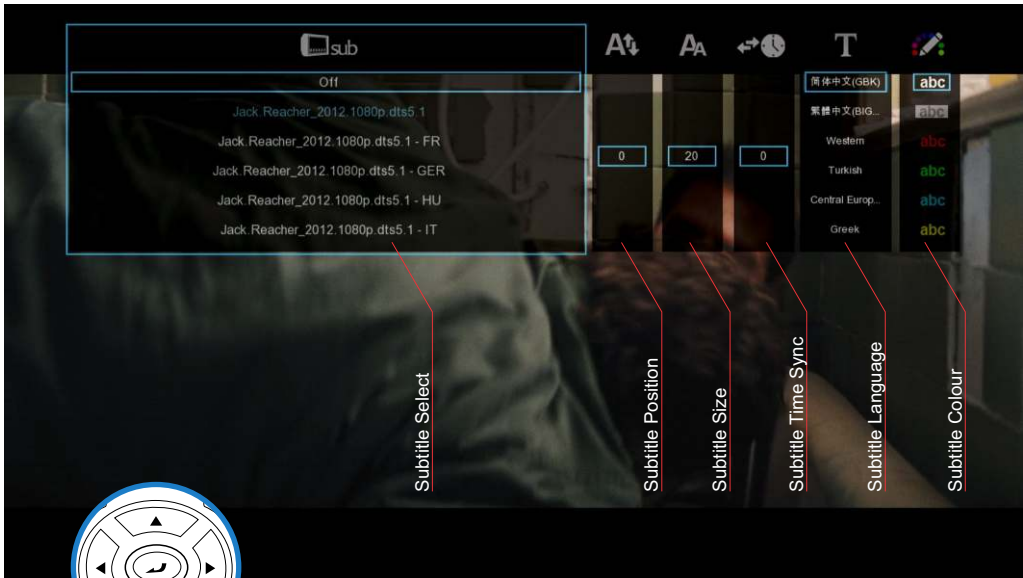 sub
Off
Jack.Reacher_2012.1080p.dts5.1
Jack.Reacher_2012.1080p.dts5.1 - FR
Jack.Reacher_2012.1080p.dts5.1 - GER
Jack.Reacher_2012.1080p.dts5.1 - HU
Jack.Reacher_2012.1080p.dts5.1 - IT
0
20
0
T
简体中文(GBK)
繁體中文(BIG...
Western
Turkish
Central Europ...
Greek
abc
abc
abc
abc
abc
abc
Subtitle Select
Subtitle Position
Subtitle Size
Subtitle Time Sync
Subtitle Language
Subtitle Colour